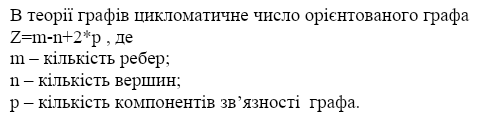 В теорії графів цикломатичне число орієнтованого графа
Z=m-n+2*p , де
m – кількість ребер;
n – кількість вершин;
p – кількість компонентів зв’язності  графа.